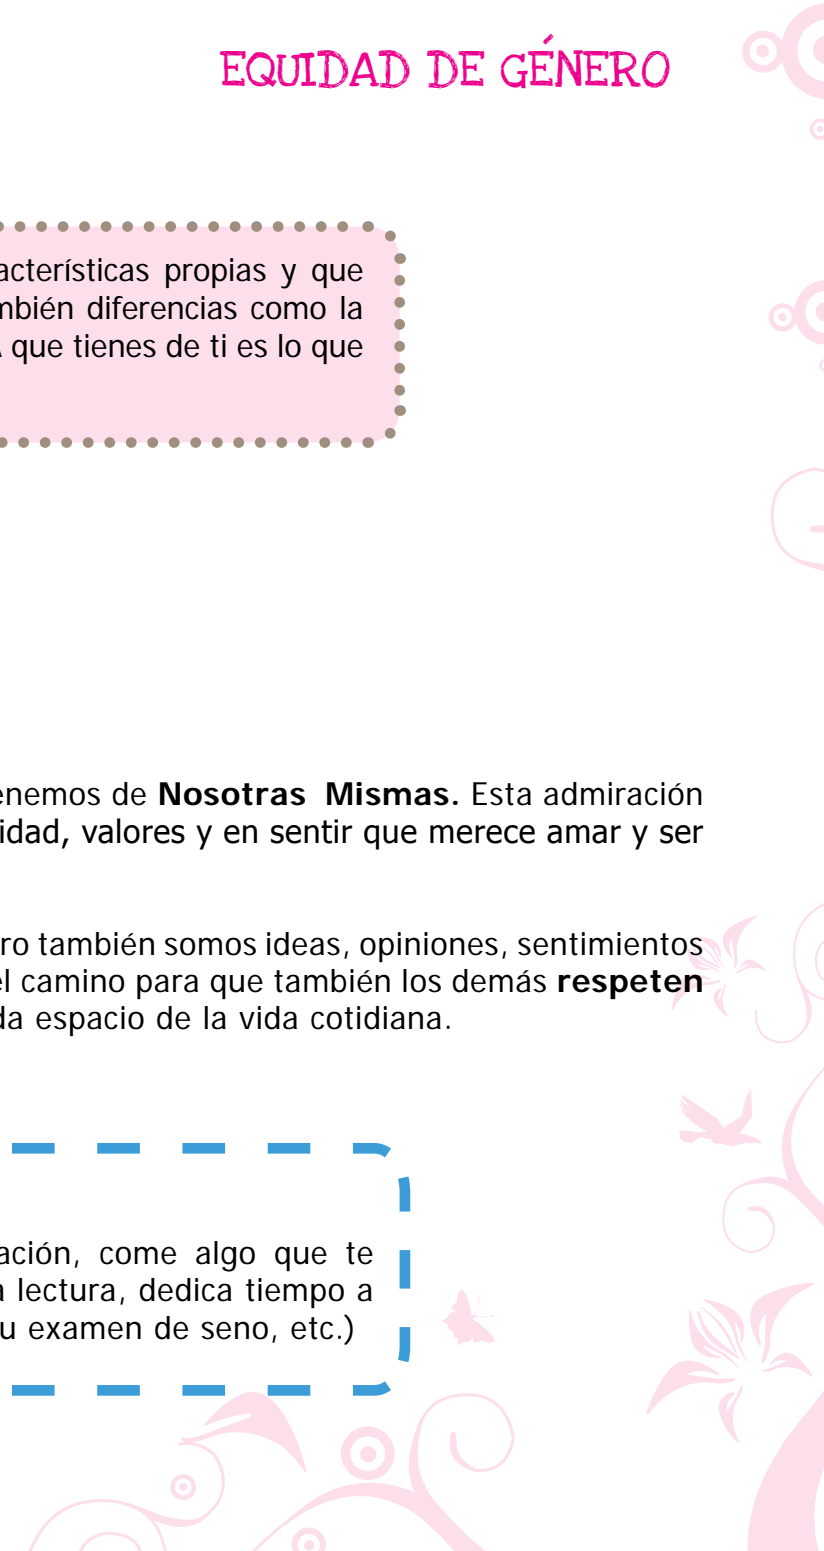 EQUIDAD DE GÉNERO
acterísticas propias y que
mbién diferencias como la
que tienes de ti es lo que
enemos de Nosotras Mismas. Esta admiración
idad, valores y en sentir que merece amar y ser
ro también somos ideas, opiniones, sentimientos
el camino para que también los demás respeten
da espacio de la vida cotidiana.
ación, come algo que te
a lectura, dedica tiempo a
u examen de seno, etc.)